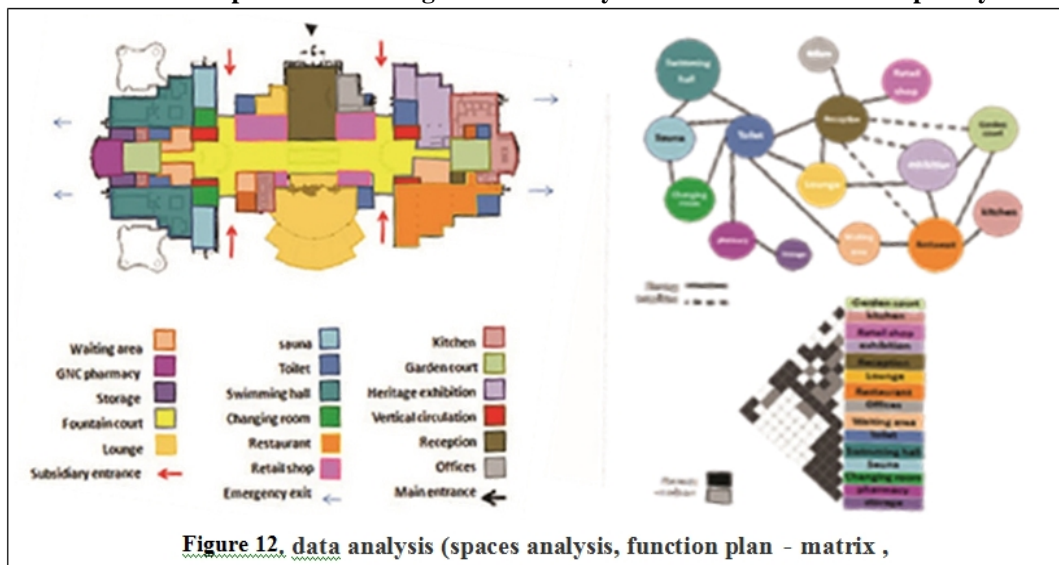 Swimming
hall
Retail
shop
Reception
Garden
court
Sauna
Toilet
exhibition
Lounge
Changing
room
kitchen
pharmacy
Waiting
area
Restaurant
Waiting area
GNC pharmacy
Storage
Fountain court
Lounge
Subsidiary entrance
sauna
Toilet
Swimming hall
Changing room
Restaurant
Retail shop
Emergency exit
Kitchen
Garden court
Heritage exhibition
Vertical circulation
Reception
Offices
Main entrance
Garden court
kitchen
Retail shop
exhibition
Reception
Lounge
Restaurant
Offices
Waiting area
Toilet
Swimming hall
Sauna
Changing room
pharmacy
storage
Figure 12, data analysis (spaces analysis, function plan - matrix ,